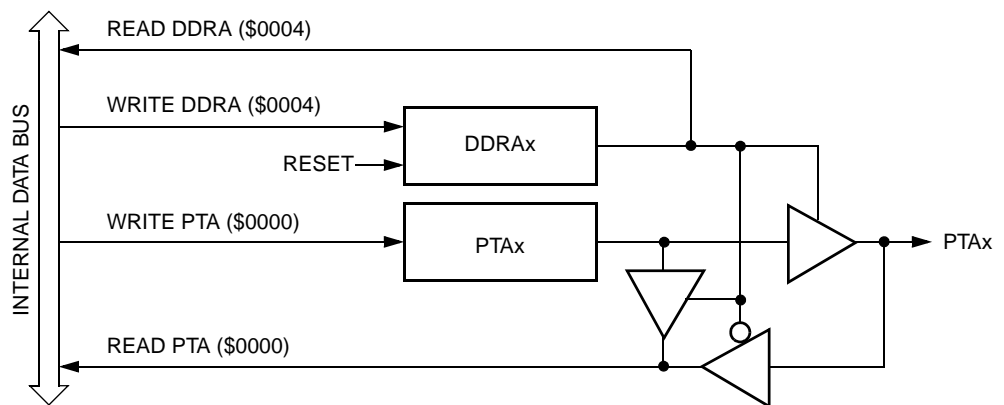 READ DDRA ($0004)
WRITE DDRA ($0004)
DDRAx
RESET
INTERNAL DATA BUS
WRITE PTA ($0000)
PTAx
PTAx
READ PTA ($0000)